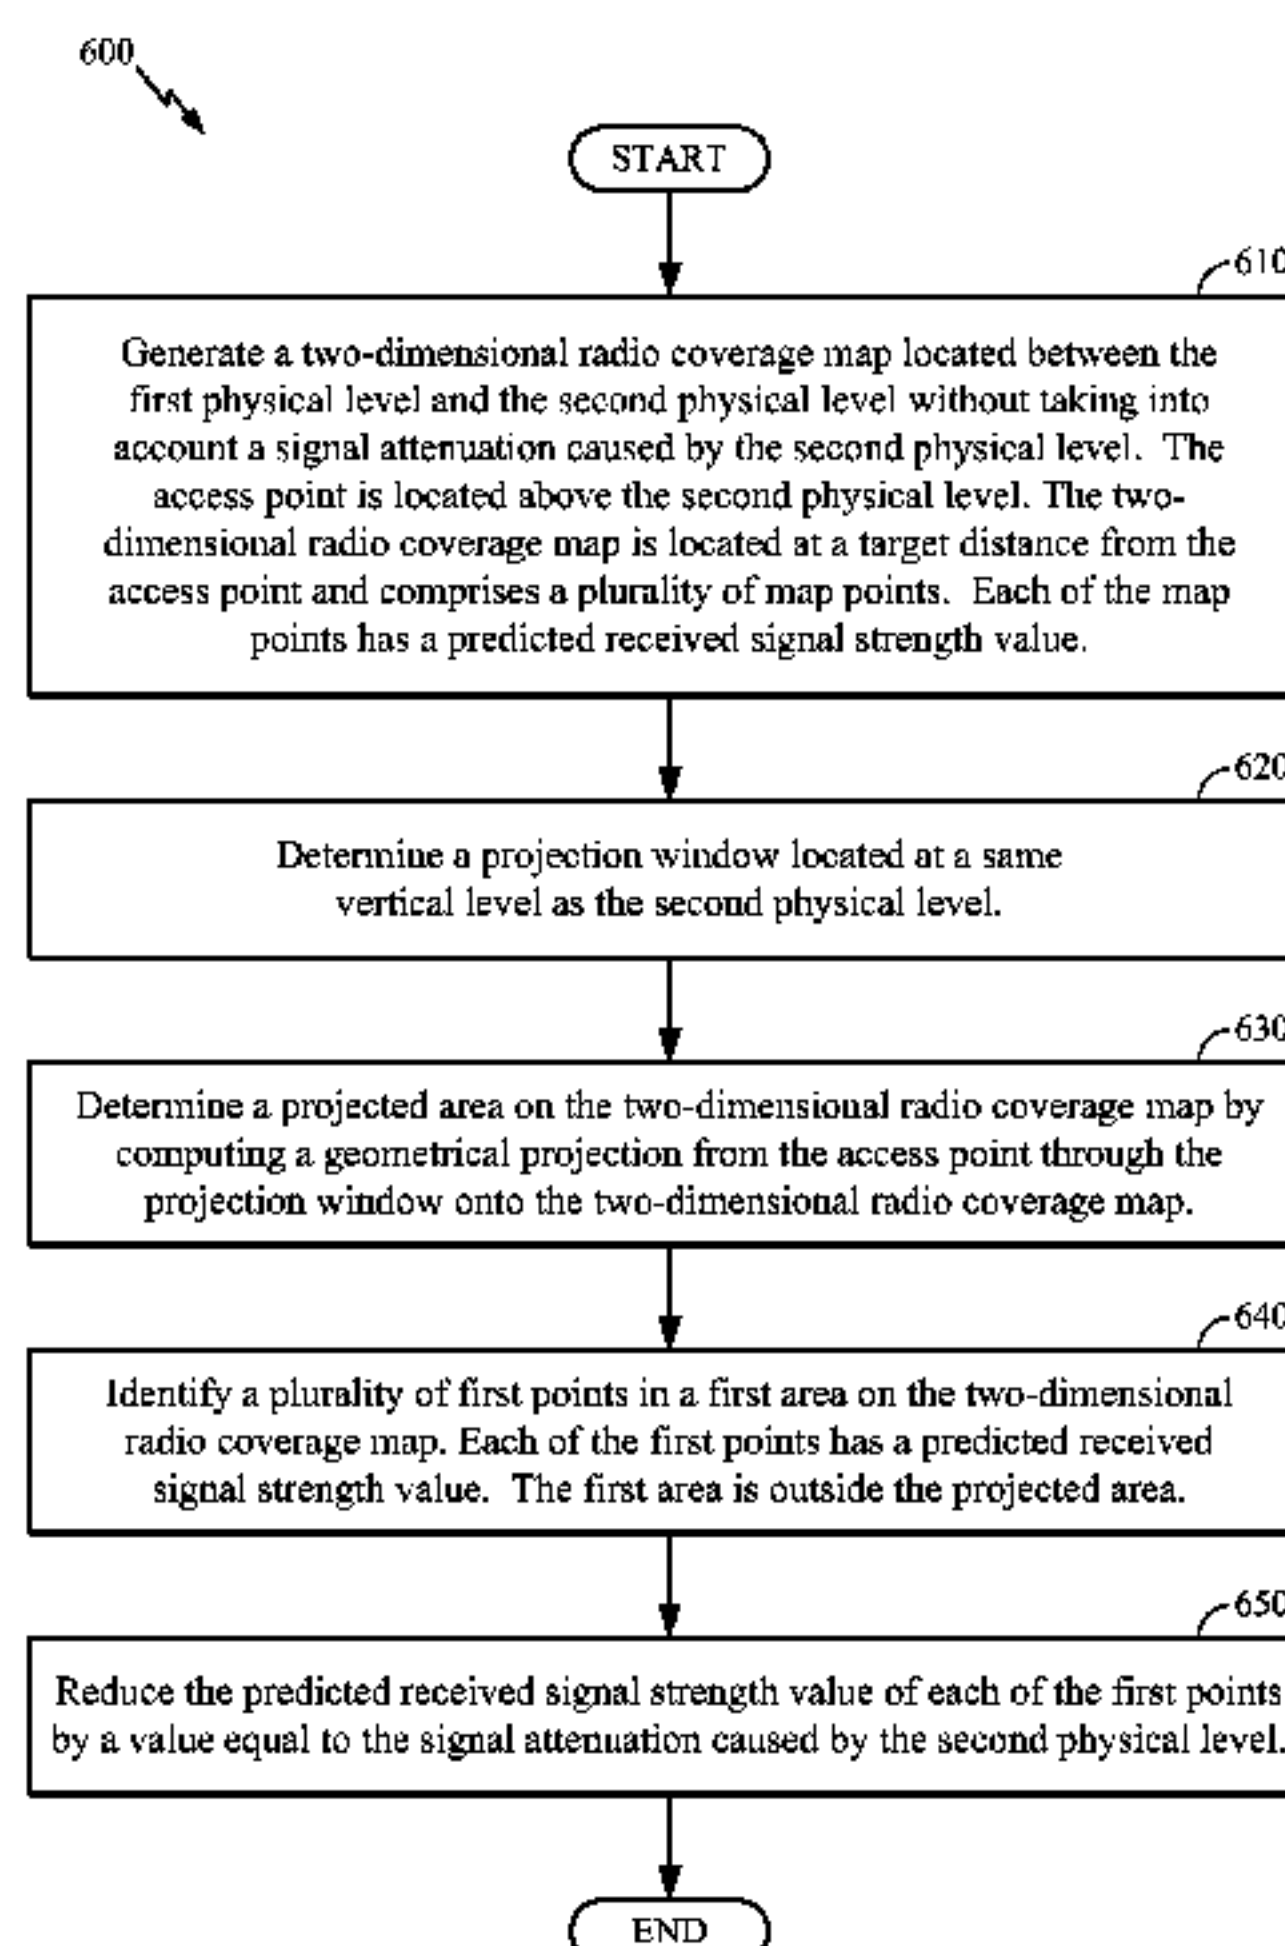 600
START
610
Generate a two-dimensional radio coverage map located between the
first physical level and the second physical level without taking into
account a signal attenuation caused by the second physical level. The
access point is located above the second physical level. The two-
dimensional radio coverage map is located at a target distance from the
access point and comprises a plurality of map points. Each of the map
points has a predicted received signal strength value.
620
Determine a projection window located at a same
vertical level as the second physical level.
630
Determine a projected area on the two-dimensional radio coverage map by
computing a geometrical projection from the access point through the
projection window onto the two-dimensional radio coverage map.
640
Identify a plurality of first points in a first area on the two-dimensional
radio coverage map. Each of the first points has a predicted received
signal strength value. The first area is outside the projected area.
650
Reduce the predicted received signal strength value of each of the first points
by a value equal to the signal attenuation caused by the second physical level.
END